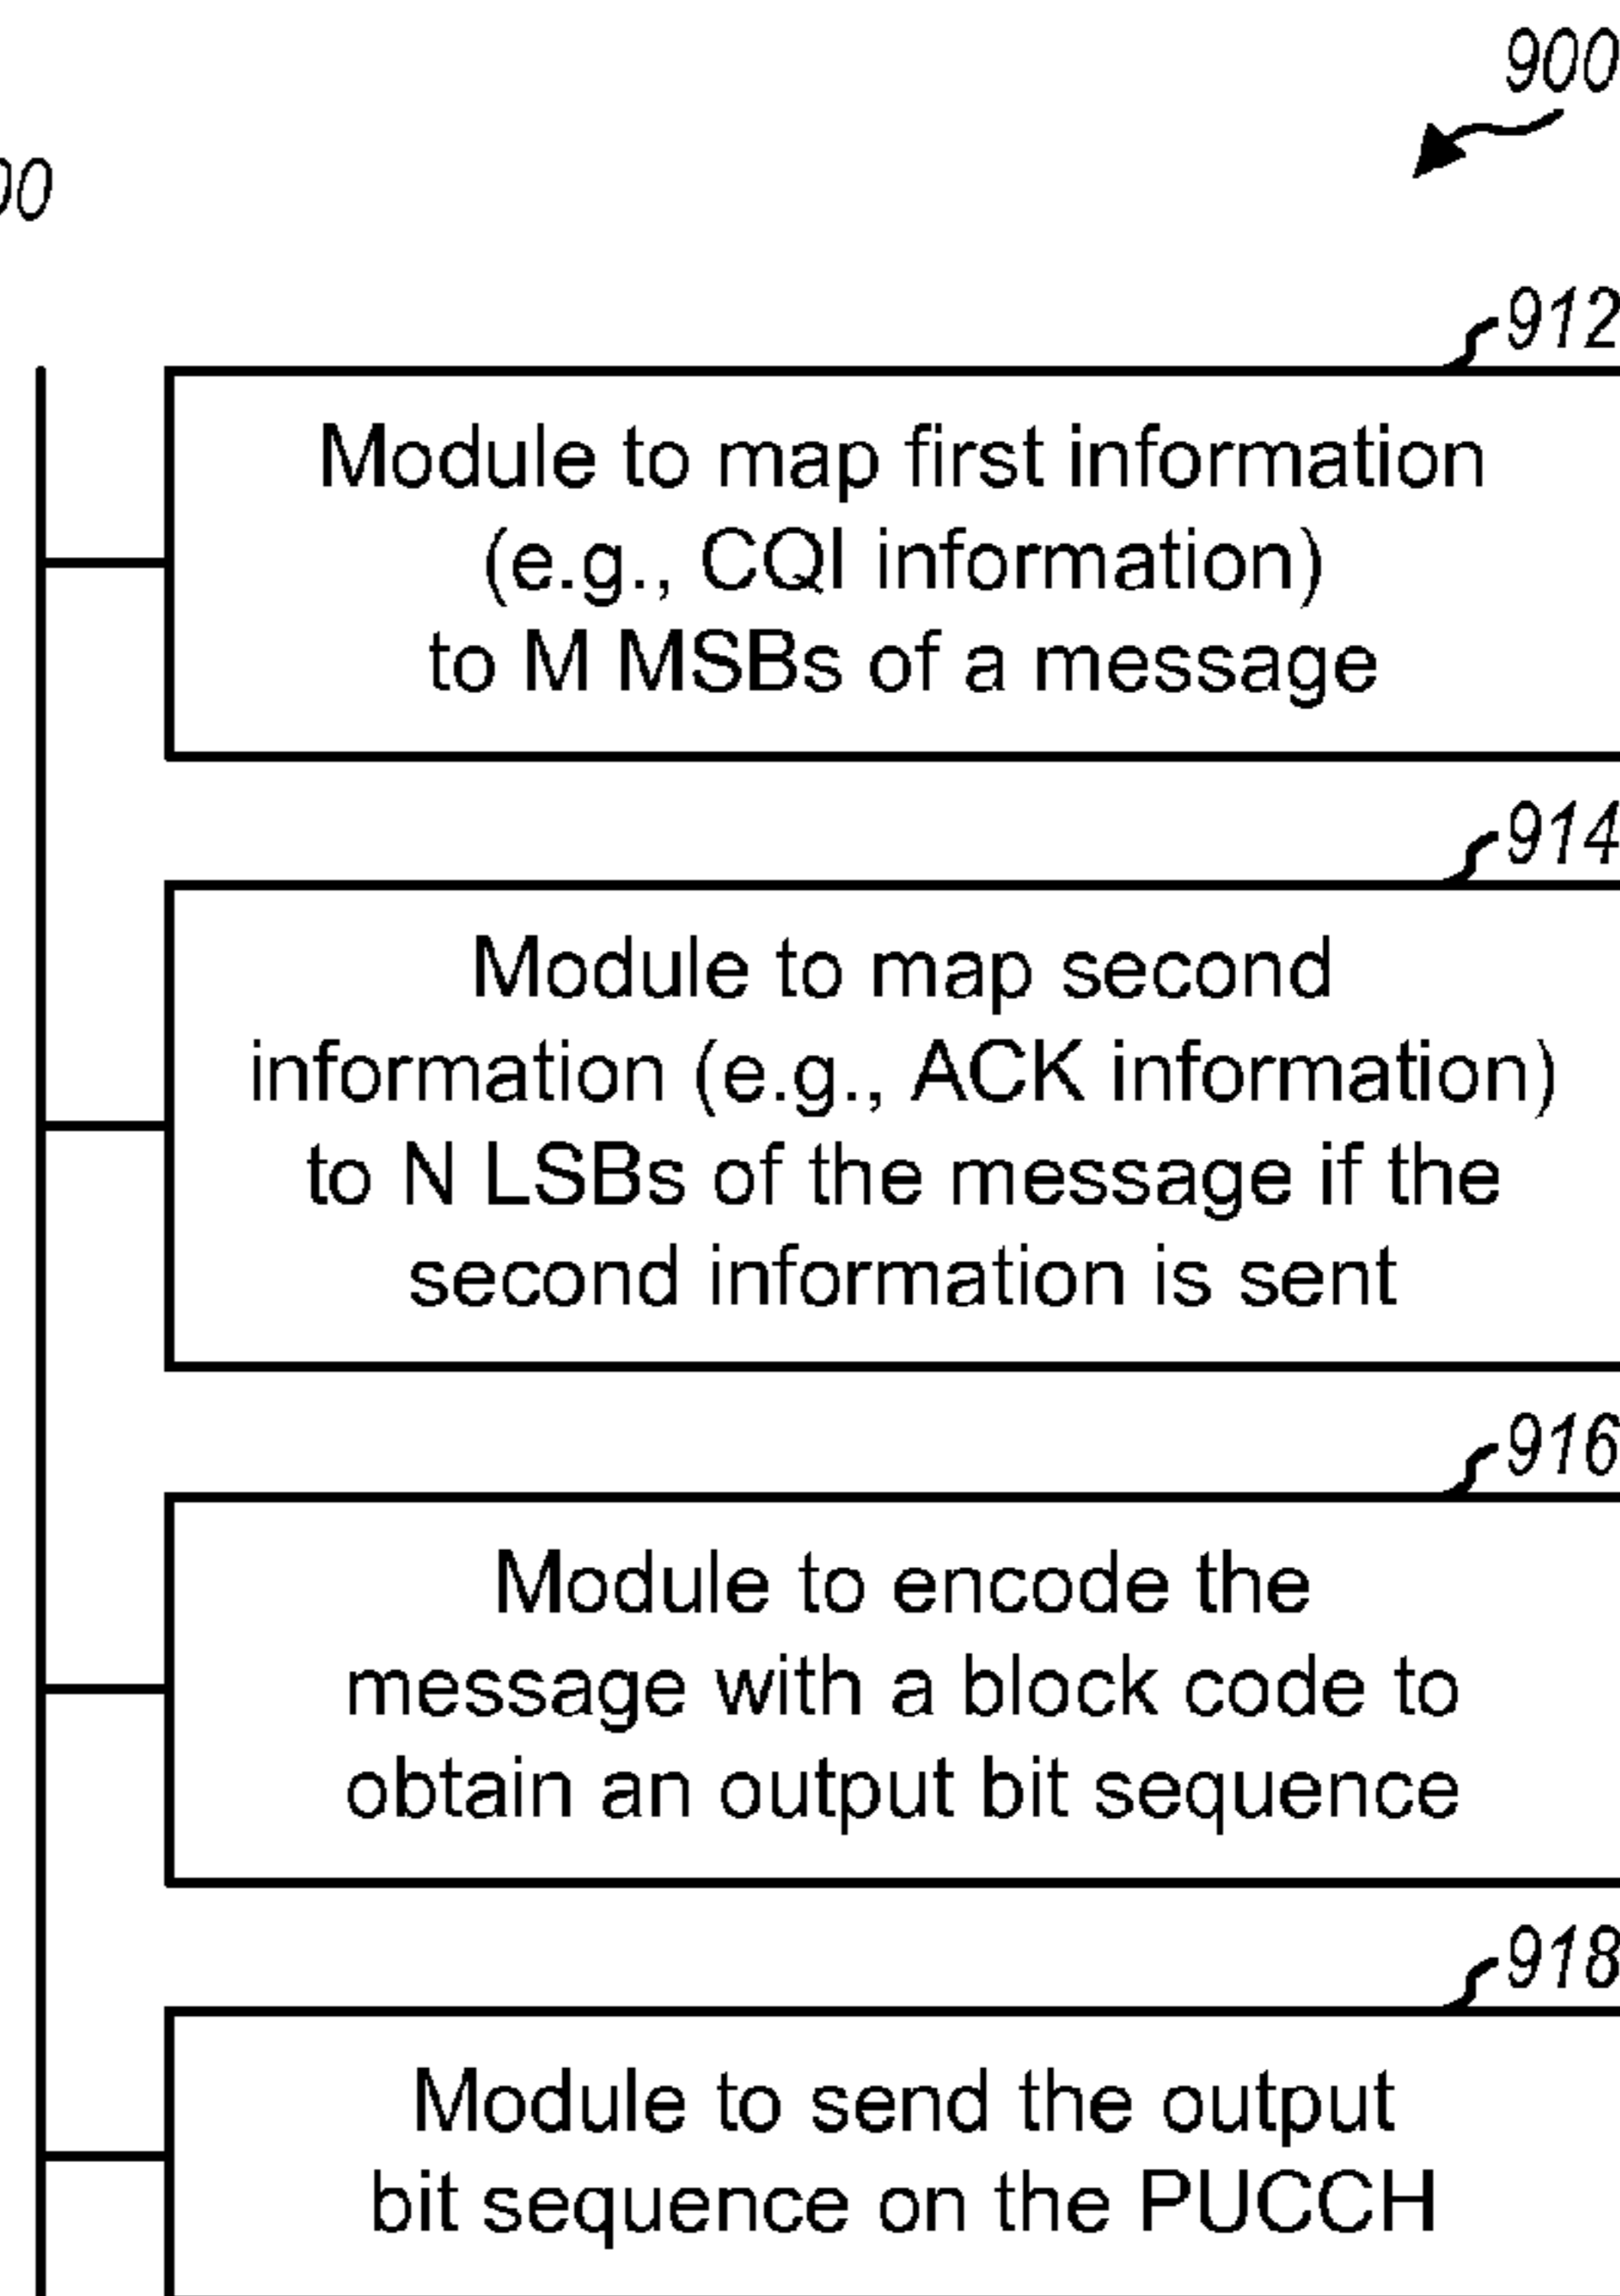 900
00
912
Module to map first information
(e.g., CQI information)
to M MSBs of a message
914
Module to map second
information (e.g., ACK information)
to N LSBs of the message if the
second information is sent
916
Module to encode the
message with a block code to
obtain an output bit sequence
918
Module to send the output
bit sequence on the PUCCH